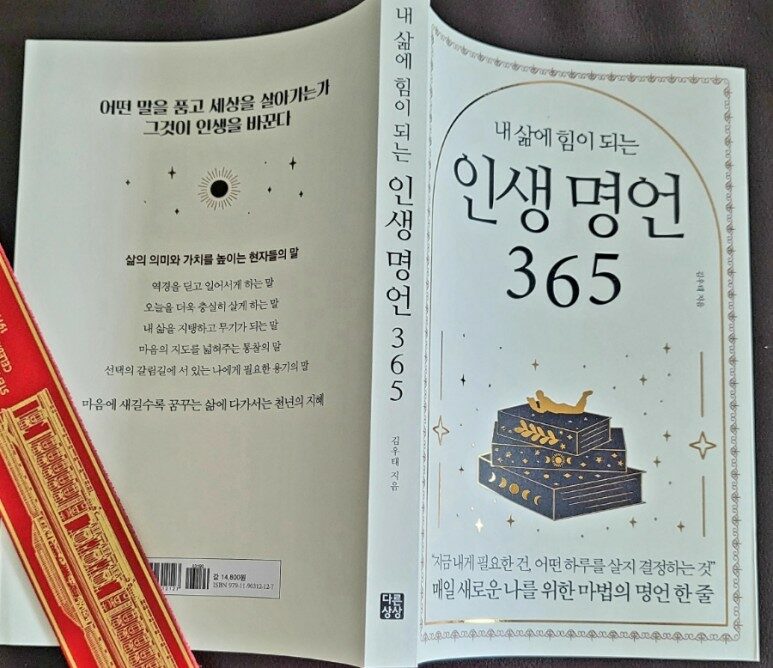 어떤 말을 품고 세상을 살아가는가
그것이 인생을 바꾼다
삶의 의미와 가치를 높이는 현자들의 말
역경을 딛고 일어서게 하는 말
오늘을 더욱 충실히 살게 하는 말
내 삶을 지탱하고 무기가 되는 말
마음의 지도를 넓혀주는 통찰의 말
선택의 갈림길에 서 있는 나에게 필요한 용기의 말
마음에 새길수록 꿈꾸는 삶에 다가서는 천년의 지혜
값 14,800원
ISBN 979-11-90312-12-7
내 삶에 힘이 되는 인생 명언 365
김우태 지음
다른
상상
내 삶에 힘이 되는
인생 명언
365
김우태 지음
"지금 내게 필요한 건, 어떤 하루를 살지 결정하는 것"
매일 새로운 나를 위한 마법의 명언 한 줄